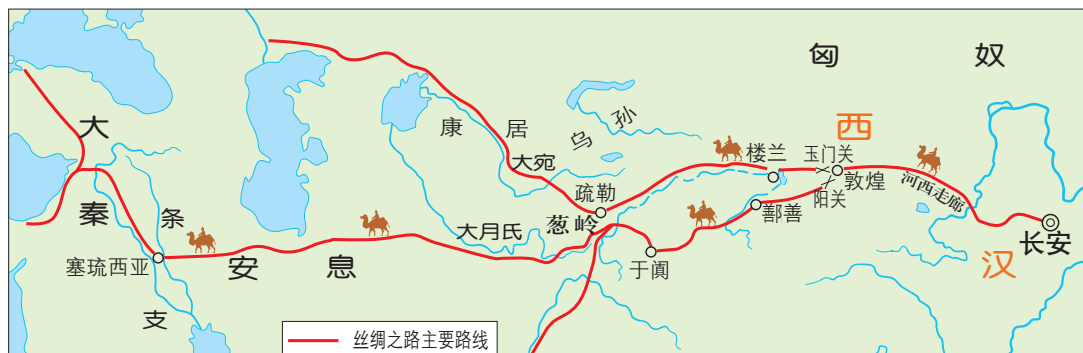 匈奴
西汉
大秦
条支
安息
康居
乌孙
大宛
大月氏
葱岭
疏勒
于阗
楼兰
鄯善
玉门关
阳关
敦煌
河西走廊
长安
塞琉西亚
丝绸之路主要路线